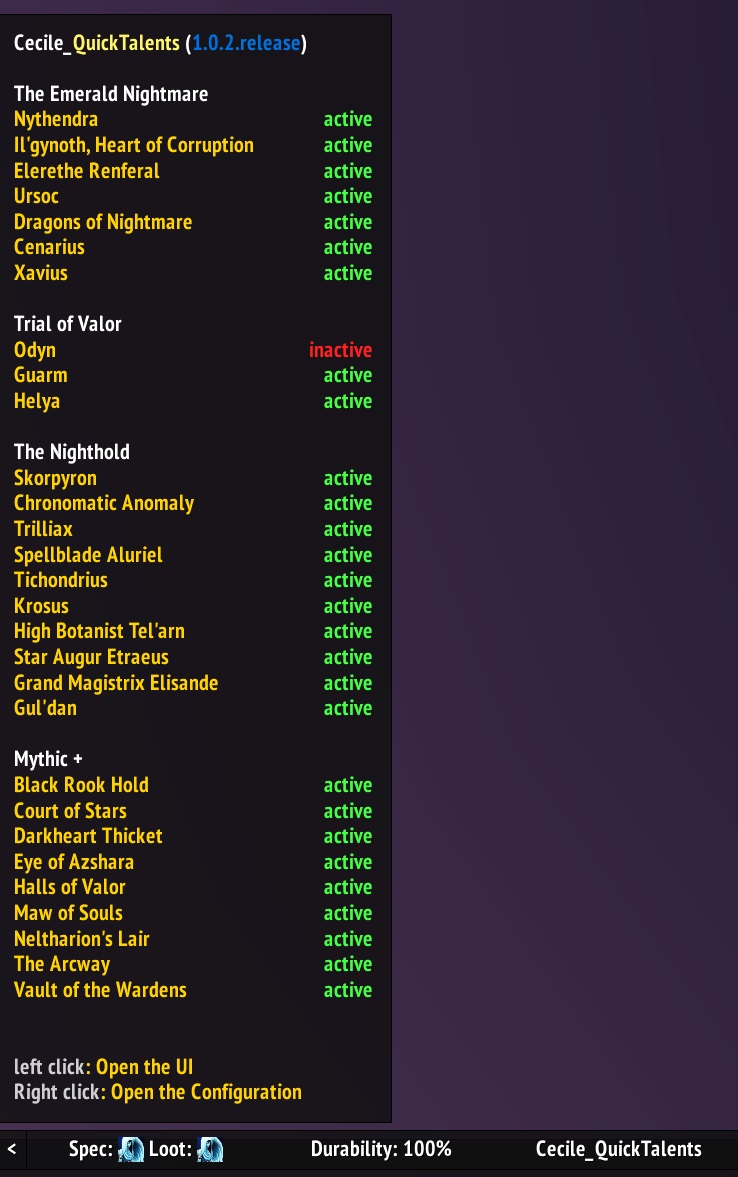 Cecile_QuickTalents (1.0.2.release)
The Emerald Nightmare
Nythendra active
Il'gynoth, Heart of Corruption active
Elerethe Renferal active
Ursoc active
Dragons of Nightmare active
Cenarius active
Xavius active
Trial of Valor
Odyn inactive
Guarm active
Helya active
The Nighthold
Skorpyron active
Chronomatic Anomaly active
Trilliax active
Spellblade Aluriel active
Tichondrius active
Krosus active
High Botanist Tel'arn active
Star Augur Etraeus active
Grand Magistrix Elisande active
Gul'dan active
Mythic +
Black Rook Hold active
Court of Stars active
Darkheart Thicket active
Eye of Azshara active
Halls of Valor active
Maw of Souls active
Neltharion's Lair active
The Arcway active
Vault of the Wardens active
left click: Open the UI
Right click: Open the Configuration
< Spec: Loot: Durability: 100% Cecile_QuickTalents